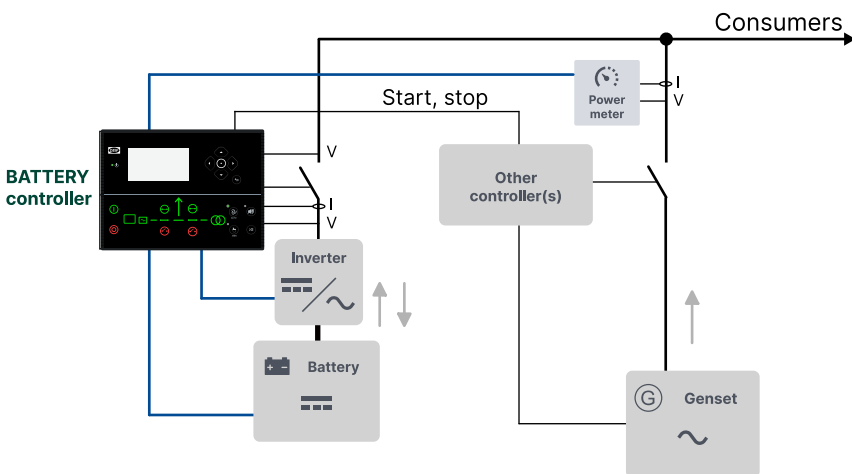 Consumers
Start, stop
Power
meter
I
V
V
I
V
BATTERY
controller
Other
controller(s)
Inverter
Battery
G
Genset